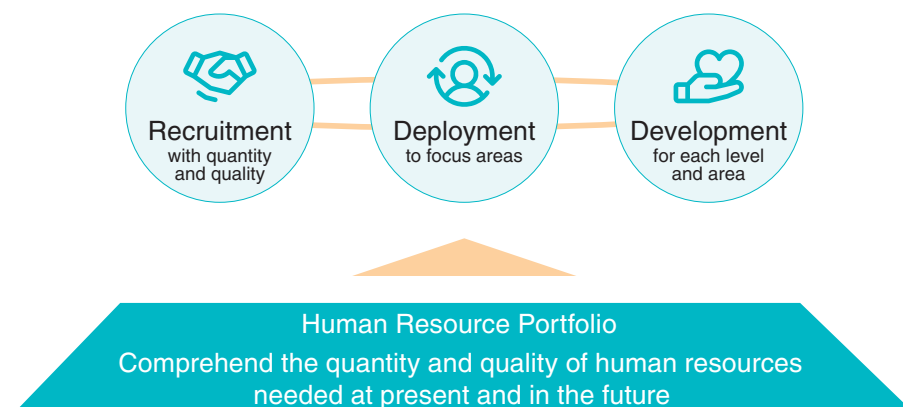 Recruitment
with quantity
and quality
Deployment
to focus areas
Development
for each level
and area
Human Resource Portfolio
Comprehend the quantity and quality of human resources
needed at present and in the future